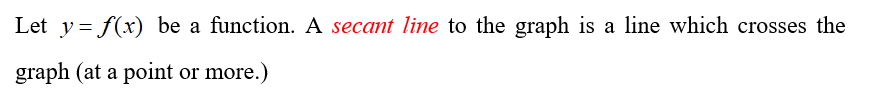 Let y = f(x) be a function. A secant line to the graph is a line which crosses the
graph (at a point or more.)